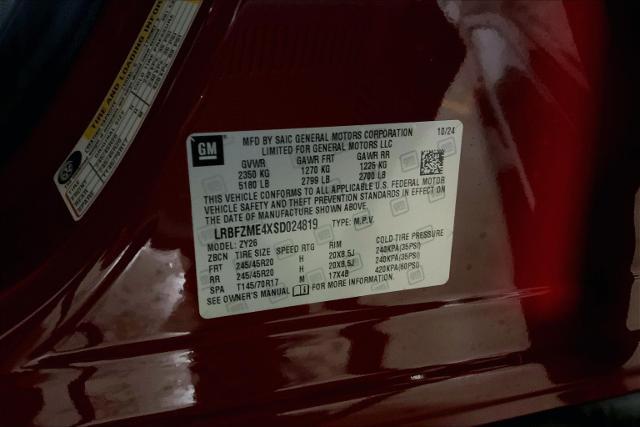 TIRE AND LOADING INFOR
GM
MFD BY SAIC GENERAL MOTORS CORPORATION 10/24
LIMITED FOR GENERAL MOTORS LLC
GVWR GAWR FRT GAWR RR
2350 KG 1270 KG 1225 KG
5180 LB 2799 LB 2700 LB
THIS VEHICLE CONFORMS TO ALL APPLICABLE U.S. FEDERAL MOTOR
VEHICLE SAFETY AND THEFT PREVENTION STANDARDS IN EFFECT ON
THE DATE OF MANUFACTURE SHOWN ABOVE.
LRBFZME4XSD024819 TYPE: M.P.V.
MODEL: ZY26
ZBCN TIRE SIZE SPEED RTG RIM COLD TIRE PRESSURE
FRT 245/45R20 H 20X8.5J 240KPA(35PSI)
RR 245/45R20 H 20X8.5J 240KPA(35PSI)
SPA T145/70R17 M 17X4B 420KPA(60PSI)
SEE OWNER'S MANUAL FOR MORE INFORMATION.